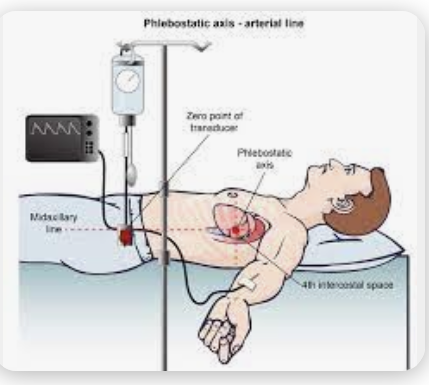 Phlebostatic axis - arterial line
Zero point of
transducer
Phlebostatic
axis
Midaxillary
line
4th intercostal space